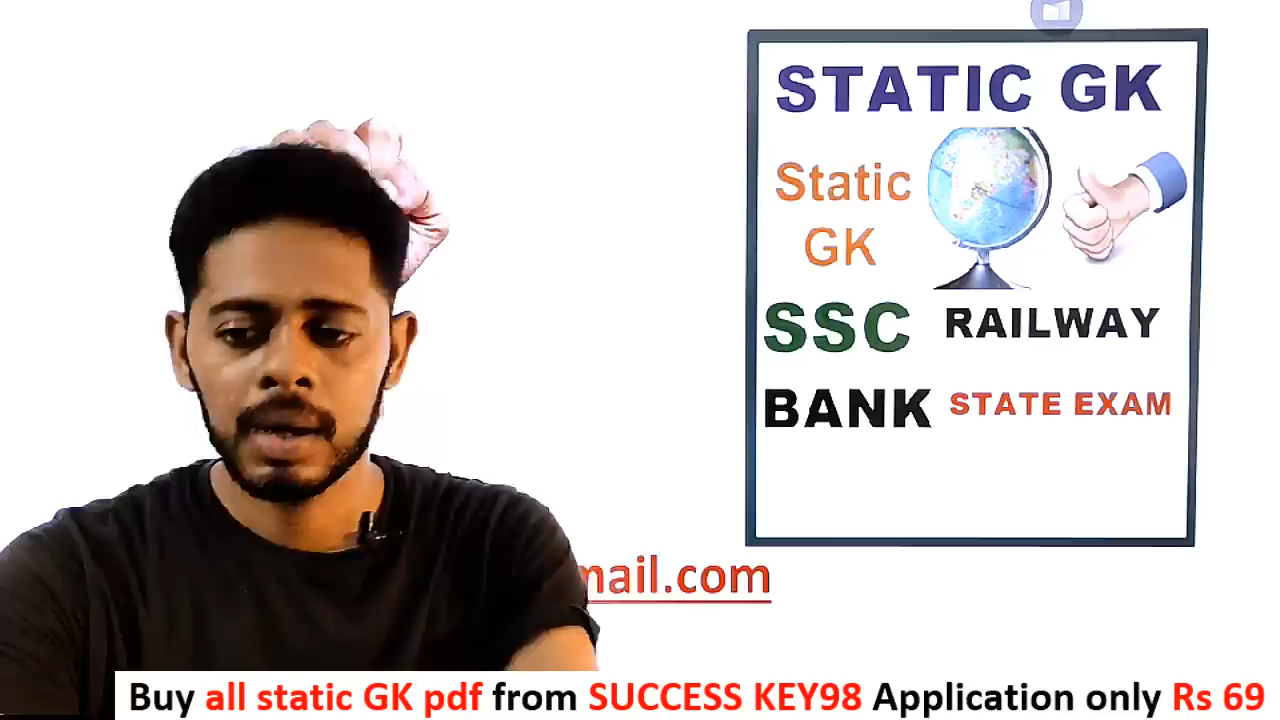 STATIC GK
Static
GK
SSC RAILWAY
BANK STATE EXAM
mail.com
Buy all static GK pdf from SUCCESS KEY98 Application only Rs 69